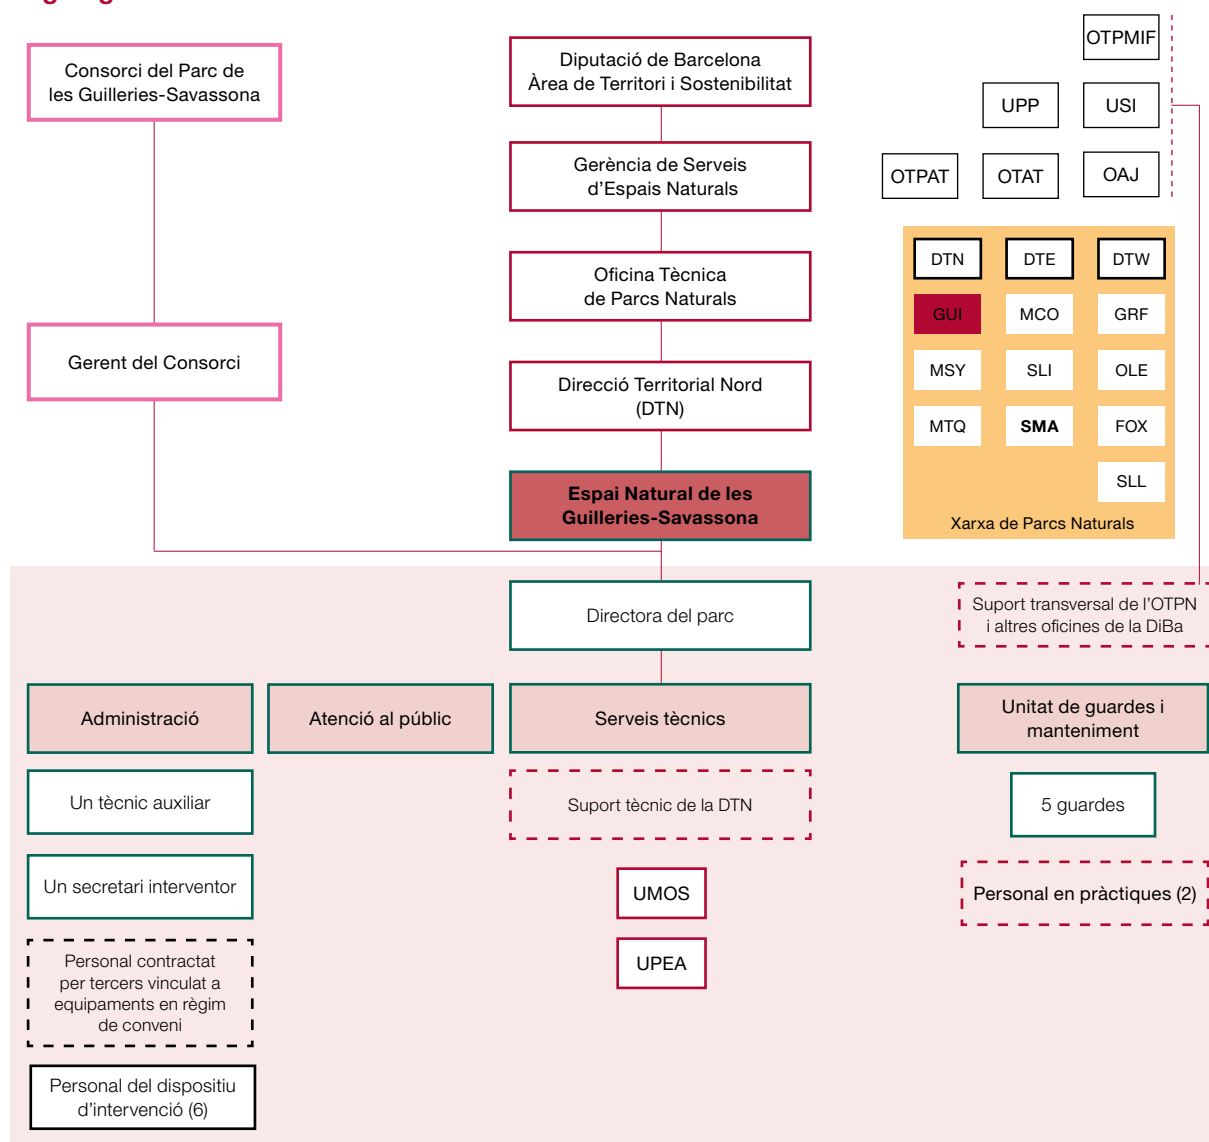 Consorci del Parc de
les Guilleries-Savassona
Diputació de Barcelona
Àrea de Territori i Sostenibilitat
OTPMIF
UPP
USI
Gerència de Serveis
d’Espais Naturals
OTPAT
OTAT
OAJ
DTN
DTE
DTW
Oficina Tècnica
de Parcs Naturals
GUI
MCO
GRF
Gerent del Consorci
Direcció Territorial Nord
(DTN)
MSY
SLI
OLE
MTQ
SMA
FOX
SLL
Xarxa de Parcs Naturals
Espai Natural de les
Guilleries-Savassona
Directora del parc
Suport transversal de l’OTPN
i altres oficines de la DiBa
Administració
Atenció al públic
Serveis tècnics
Unitat de guardes i
manteniment
Un tècnic auxiliar
Suport tècnic de la DTN
5 guardes
Un secretari interventor
UMOS
Personal en pràctiques (2)
Personal contractat
per tercers vinculat a
equipaments en règim
de conveni
UPEA
Personal del dispositiu
d’intervenció (6)